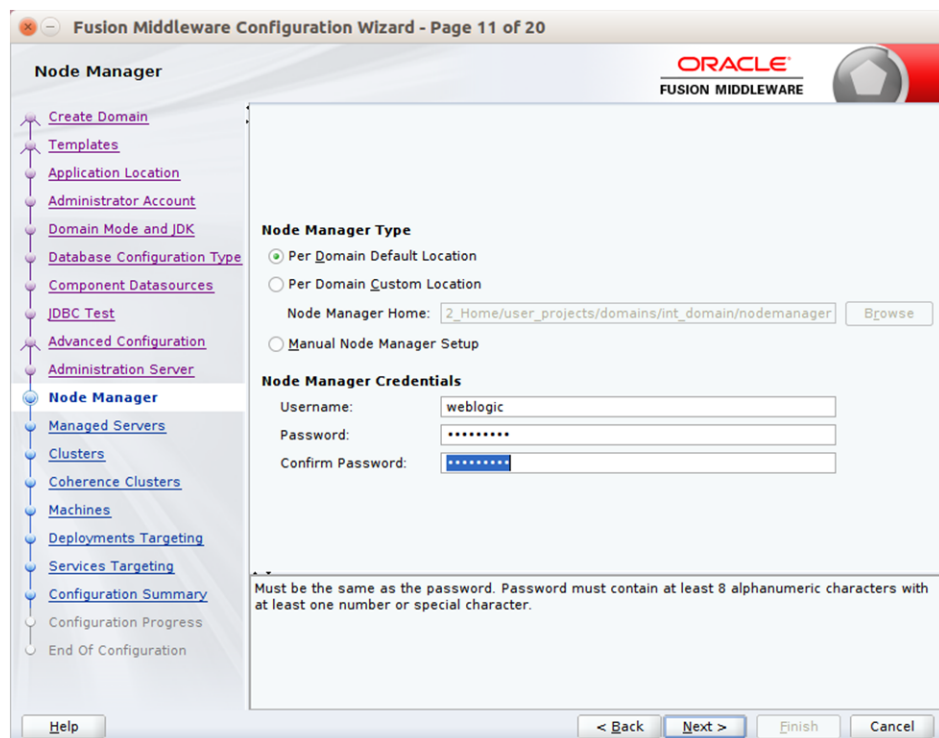 Fusion Middleware Configuration Wizard - Page 11 of 20
Node Manager
ORACLE
FUSION MIDDLEWARE
Create Domain
Templates
Application Location
Administrator Account
Domain Mode and JDK
Database Configuration Type
Component Datasources
JDBC Test
Advanced Configuration
Administration Server
Node Manager
Managed Servers
Clusters
Coherence Clusters
Machines
Deployments Targeting
Services Targeting
Configuration Summary
Configuration Progress
End Of Configuration
Node Manager Type
Per Domain Default Location
Per Domain Custom Location
Node Manager Home: 2_Home/user_projects/domains/int_domain/nodemanager Browse
Manual Node Manager Setup
Node Manager Credentials
Username: weblogic
Password: •••••••••
Confirm Password: •••••••••
Must be the same as the password. Password must contain at least 8 alphanumeric characters with
at least one number or special character.
Help < Back Next > Finish Cancel